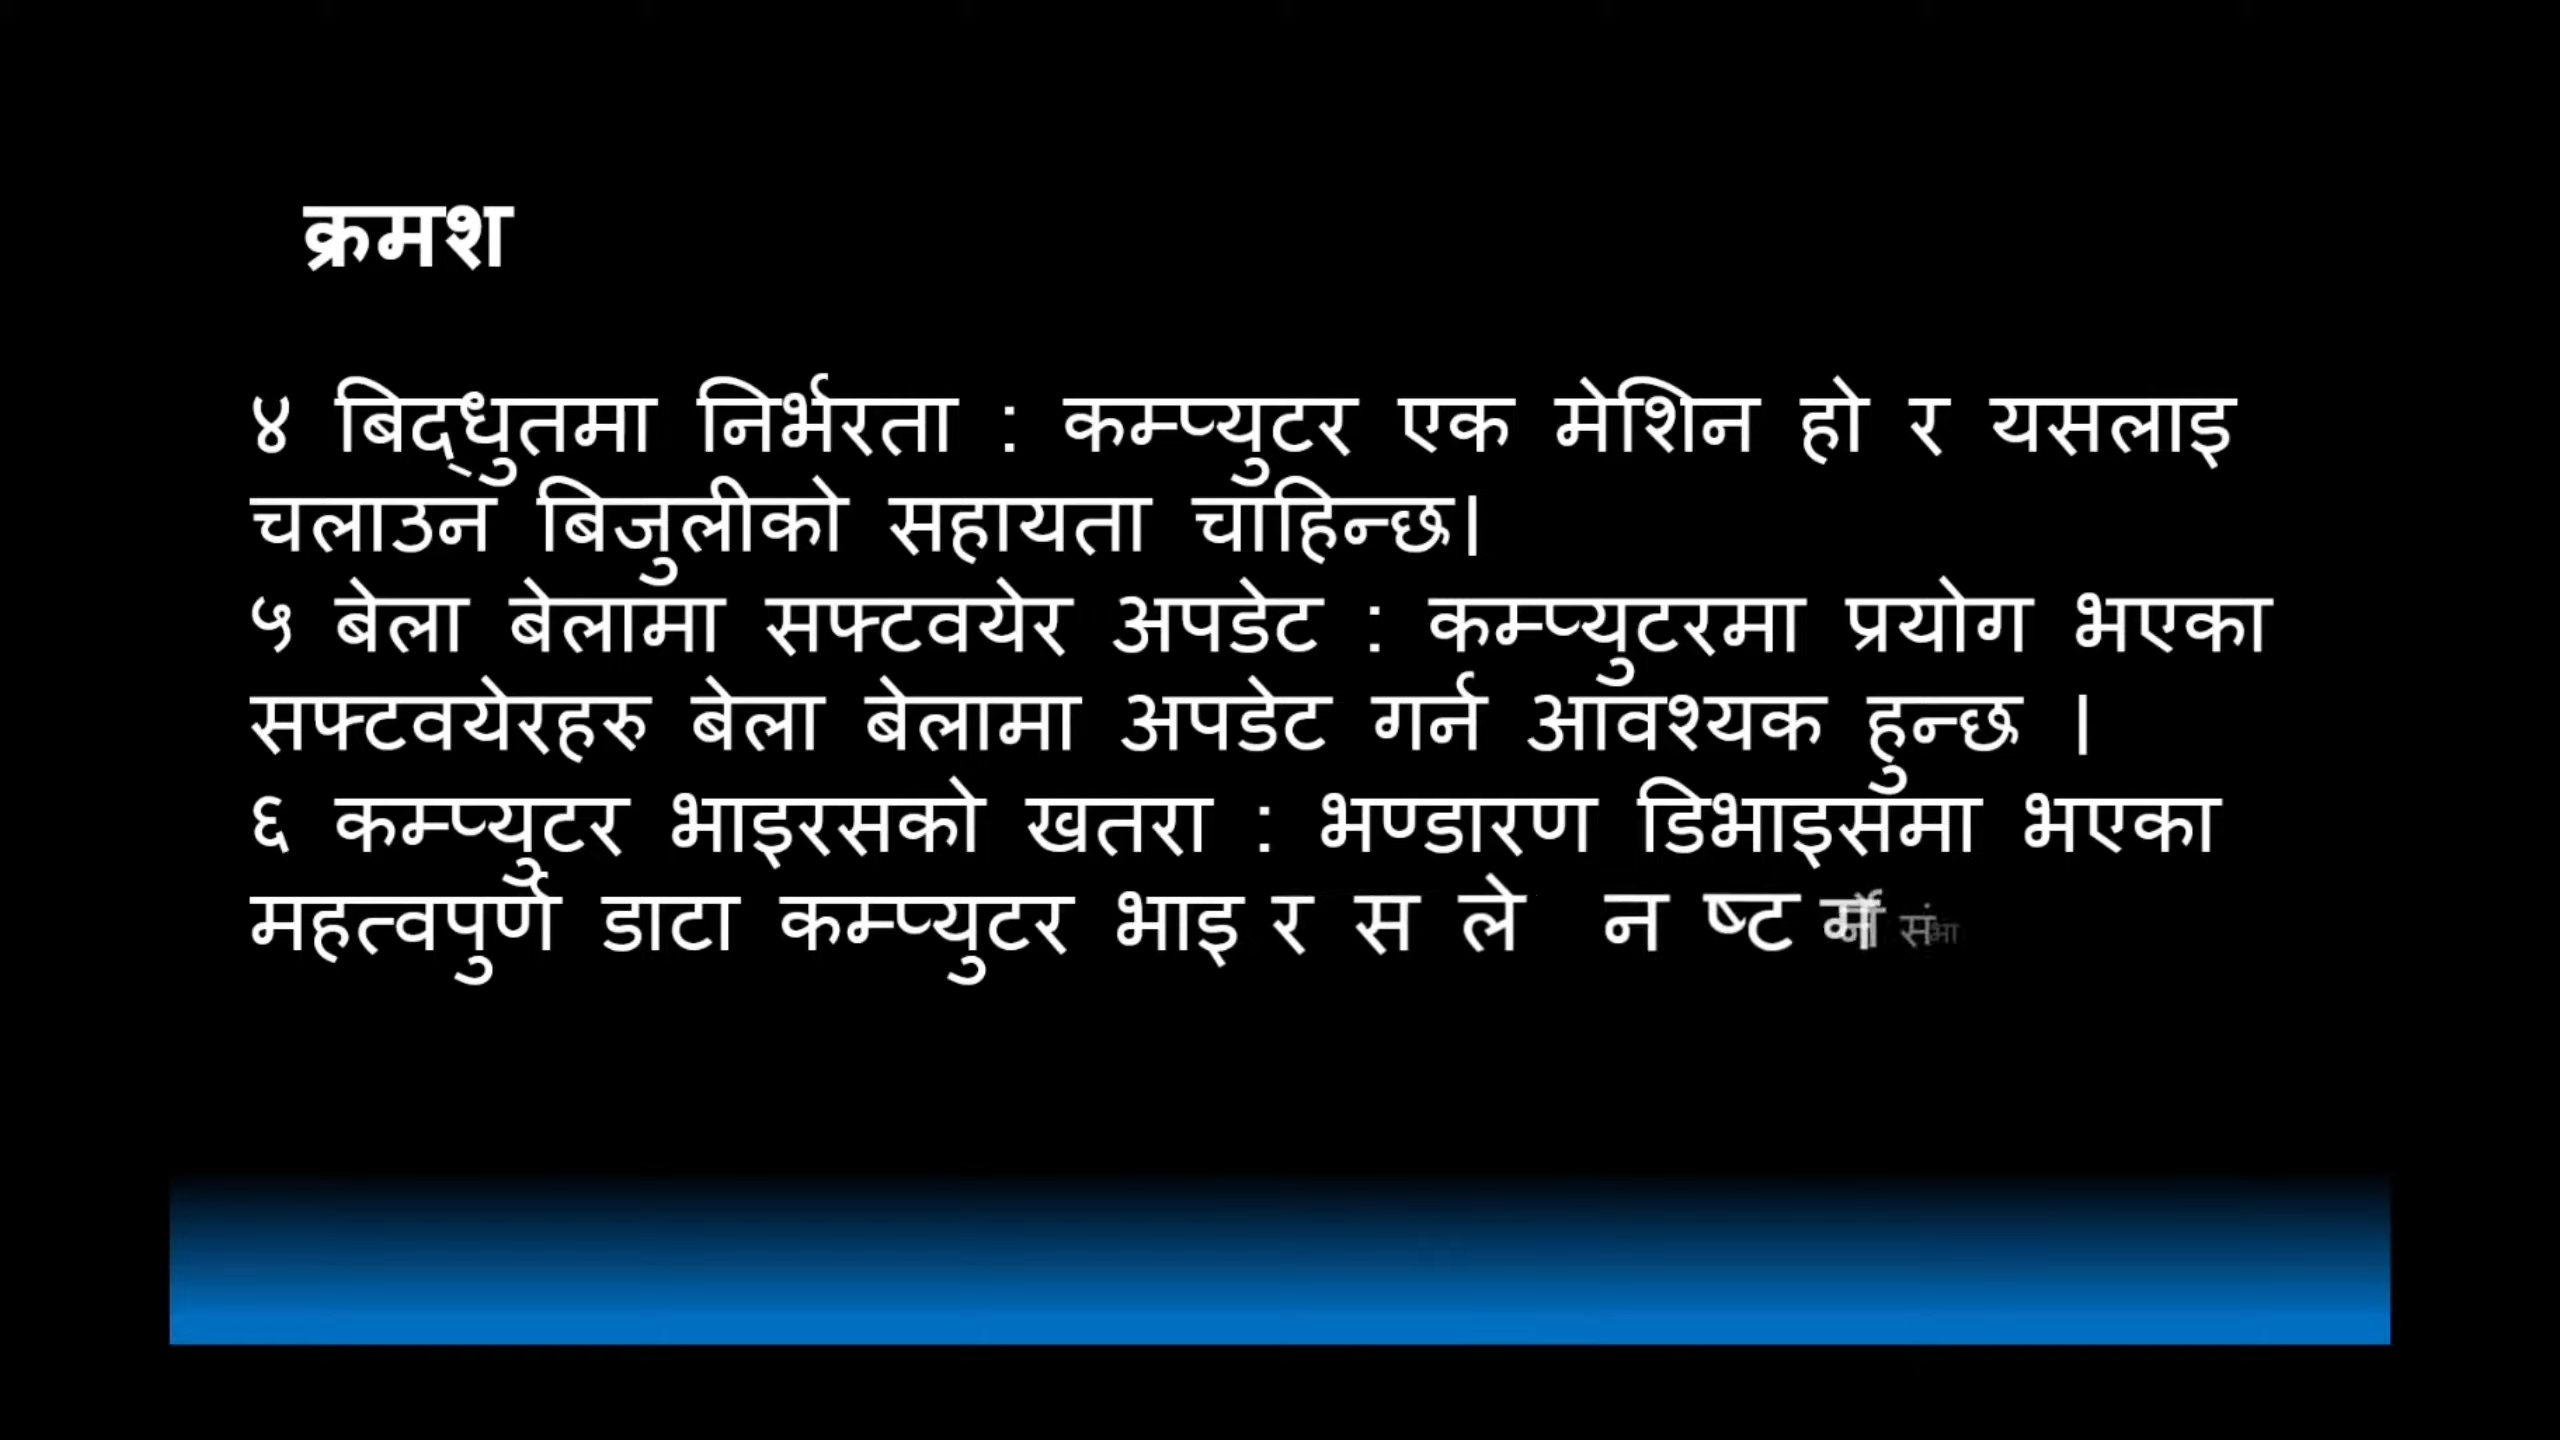 क्रमश
४ बिद्धुतमा निर्भरता : कम्प्युटर एक मेशिन हो र यसलाइ
चलाउन बिजुलीको सहायता चाहिन्छ।
५ बेला बेलामा सफ्टवयेर अपडेट : कम्प्युटरमा प्रयोग भएका
सफ्टवयेरहरु बेला बेलामा अपडेट गर्न आवश्यक हुन्छ ।
६ कम्प्युटर भाइरसको खतरा : भण्डारण डिभाइसमा भएका
महत्वपुर्ण डाटा कम्प्युटर भाइरसले नष्ट